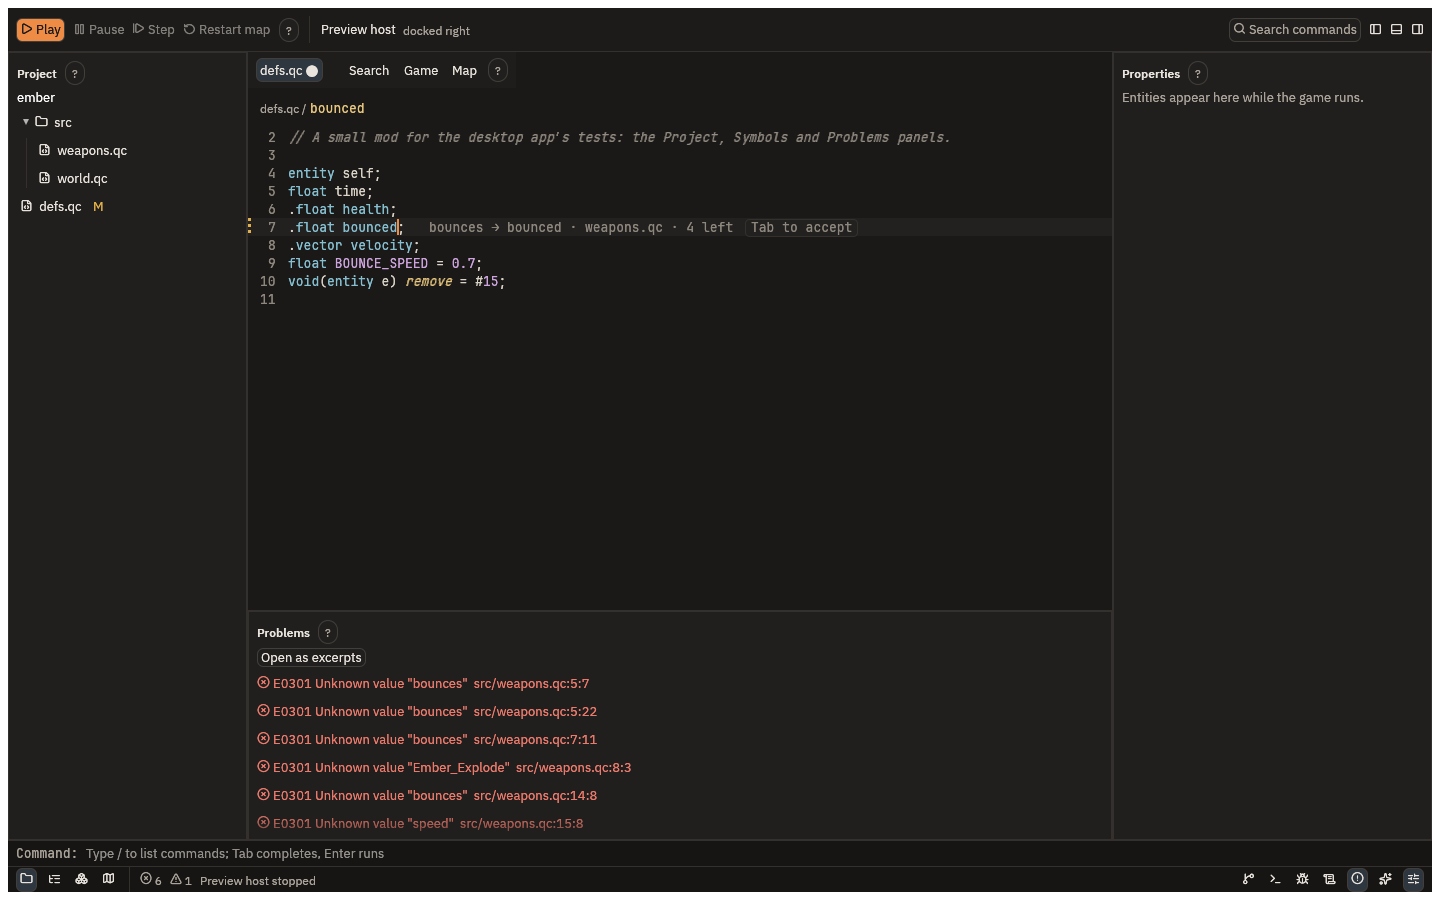 Play Pause Step Restart map ? Preview host docked right Search commands
Project ?
ember
src
weapons.qc
world.qc
defs.qc M
defs.qc Search Game Map ?
defs.qc / bounced
2 // A small mod for the desktop app's tests: the Project, Symbols and Problems panels.
3
4 entity self;
5 float time;
6 .float health;
7 .float bounced; bounces → bounced · weapons.qc · 4 left Tab to accept
8 .vector velocity;
9 float BOUNCE_SPEED = 0.7;
10 void(entity e) remove = #15;
11
Properties ?
Entities appear here while the game runs.
Problems ?
Open as excerpts
E0301 Unknown value "bounces" src/weapons.qc:5:7
E0301 Unknown value "bounces" src/weapons.qc:5:22
E0301 Unknown value "bounces" src/weapons.qc:7:11
E0301 Unknown value "Ember_Explode" src/weapons.qc:8:3
E0301 Unknown value "bounces" src/weapons.qc:14:8
E0301 Unknown value "speed" src/weapons.qc:15:8
Command: Type / to list commands; Tab completes, Enter runs
6 1 Preview host stopped